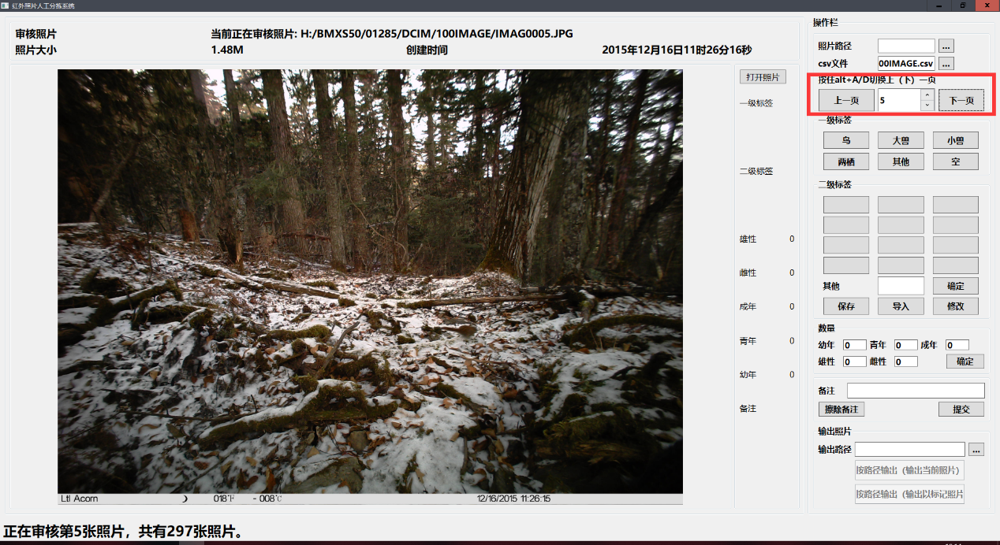 红外照片人工分拣系统
审核照片 当前正在审核照片: H:/BMXS50/01285/DCIM/100IMAGE/IMAG0005.JPG
照片大小 1.48M 创建时间 2015年12月16日11时26分16秒
打开照片
一级标签
二级标签
雄性 0
雌性 0
成年 0
青年 0
幼年 0
备注
Ltl Acorn 018°F - 008°C 12/16/2015 11:26:15
操作栏
照片路径 ...
csv文件 00IMAGE.csv ...
按住alt+A/D切换上（下）一页
上一页 5 下一页
一级标签
鸟 大兽 小兽
两栖 其他 空
二级标签
其他 确定
保存 导入 修改
数量
幼年 0 青年 0 成年 0
雄性 0 雌性 0 确定
备注
擦除备注 提交
输出照片
输出路径 ...
按路径输出（输出当前照片）
按路径输出（输出以标记照片
正在审核第5张照片，共有297张照片。